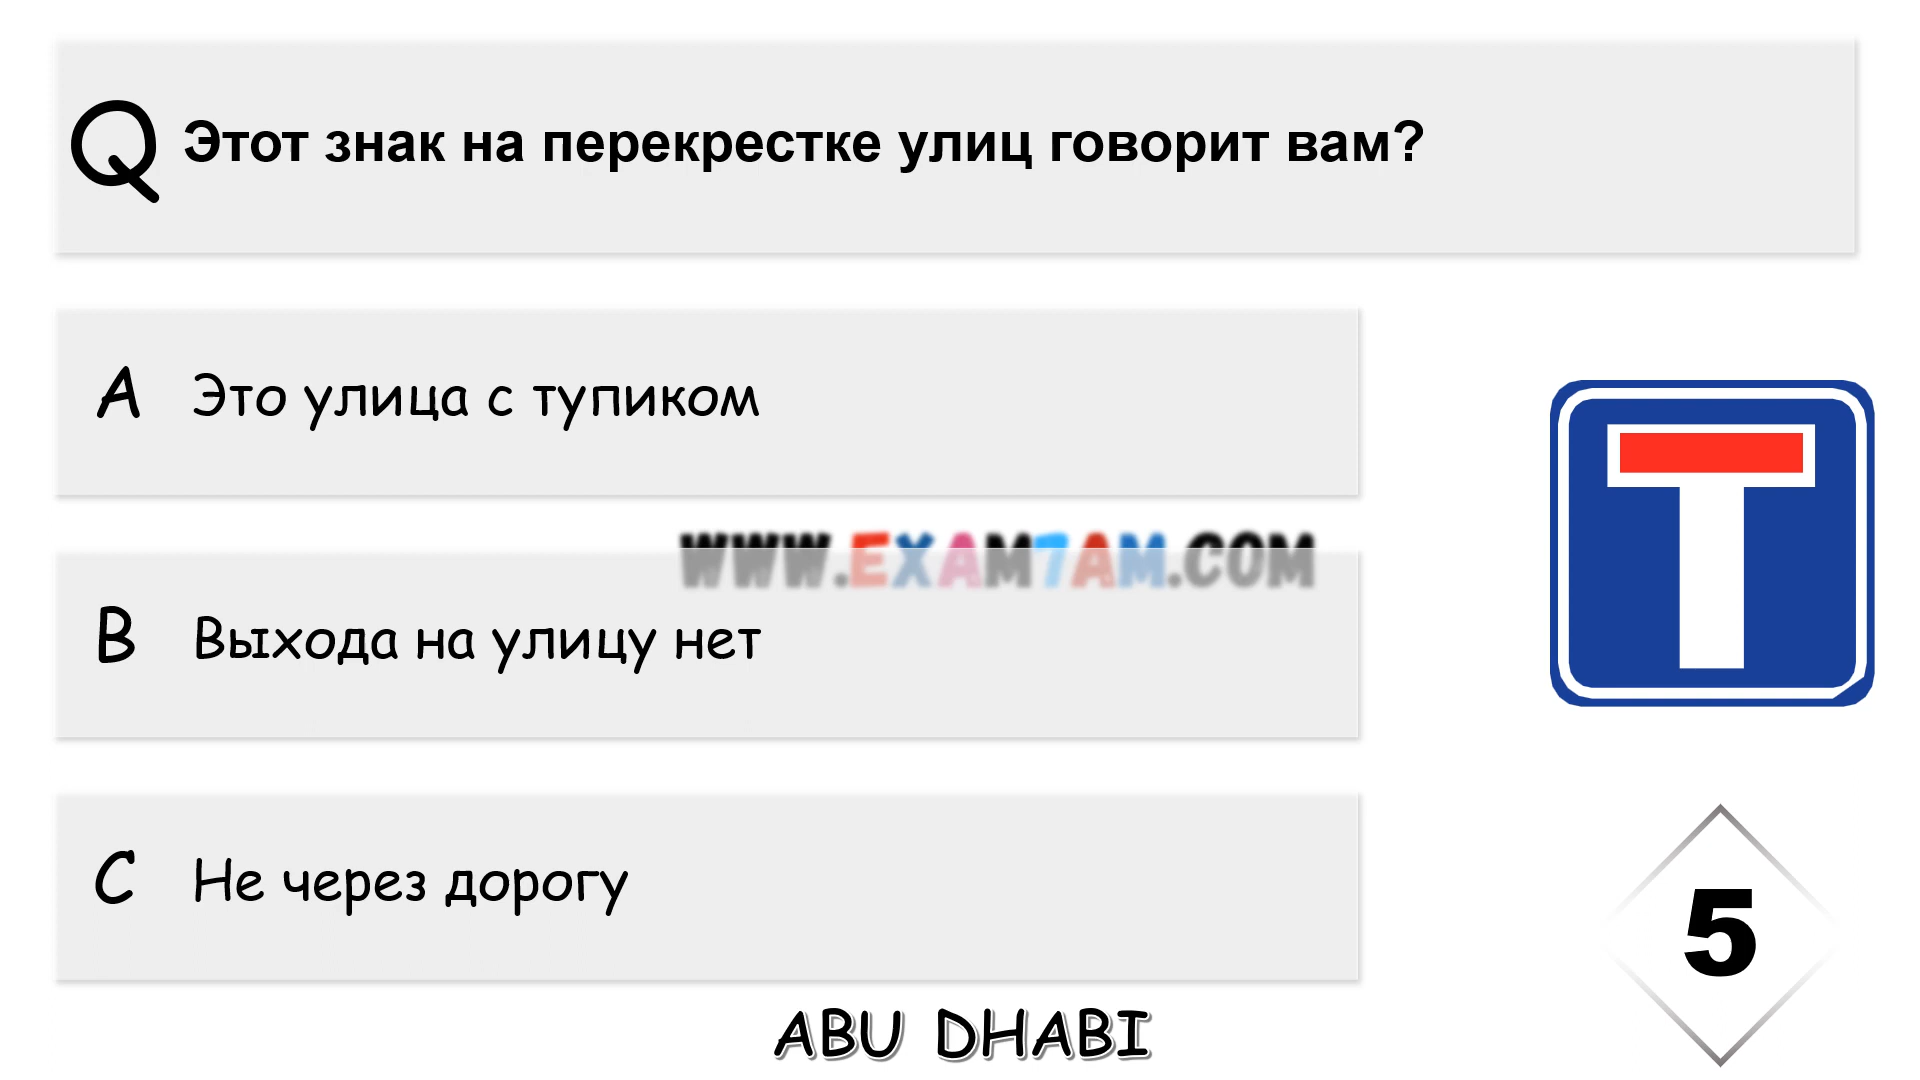 Q Этот знак на перекрестке улиц говорит вам?
A Это улица с тупиком
WWW.EXAM7AM.COM
B Выхода на улицу нет
C Не через дорогу
5
ABU DHABI